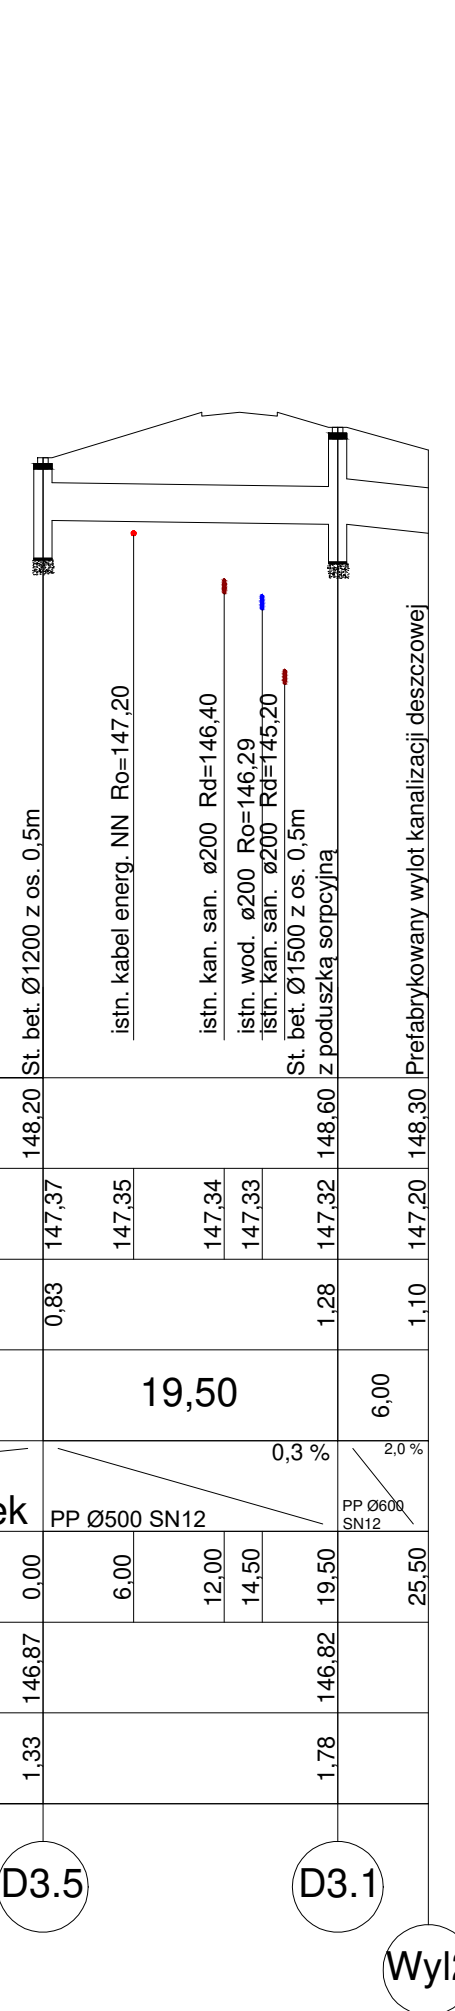 St. bet. Ø1200 z os. 0,5m
istn. kabel energ. NN Ro=147,20
istn. kan. san. ø200 Rd=146,40
istn. wod. ø200 Ro=146,29
istn. kan. san. ø200 Rd=145,20
St. bet. Ø1500 z os. 0,5m
z poduszką sorpcyjną
Prefabrykowany wylot kanalizacji deszczowej
148,20 148,60 148,30
147,37 147,35 147,34 147,33 147,32 147,20
0,83 1,28 1,10
19,50 6,00
0,3 % 2,0 %
ek PP Ø500 SN12
PP Ø600
SN12
0,00 6,00 12,00 14,50 19,50 25,50
146,87 146,82
1,33 1,78
D3.5 D3.1
Wyl2